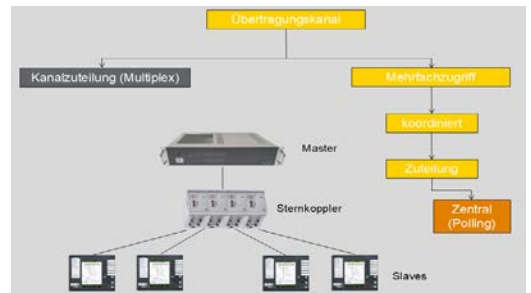 Übertragungskanal
Kanalzuteilung (Multiplex)
Mehrfachzugriff
koordiniert
Master
Zuteilung
Sternkoppler
Zentral
(Polling)
Slaves